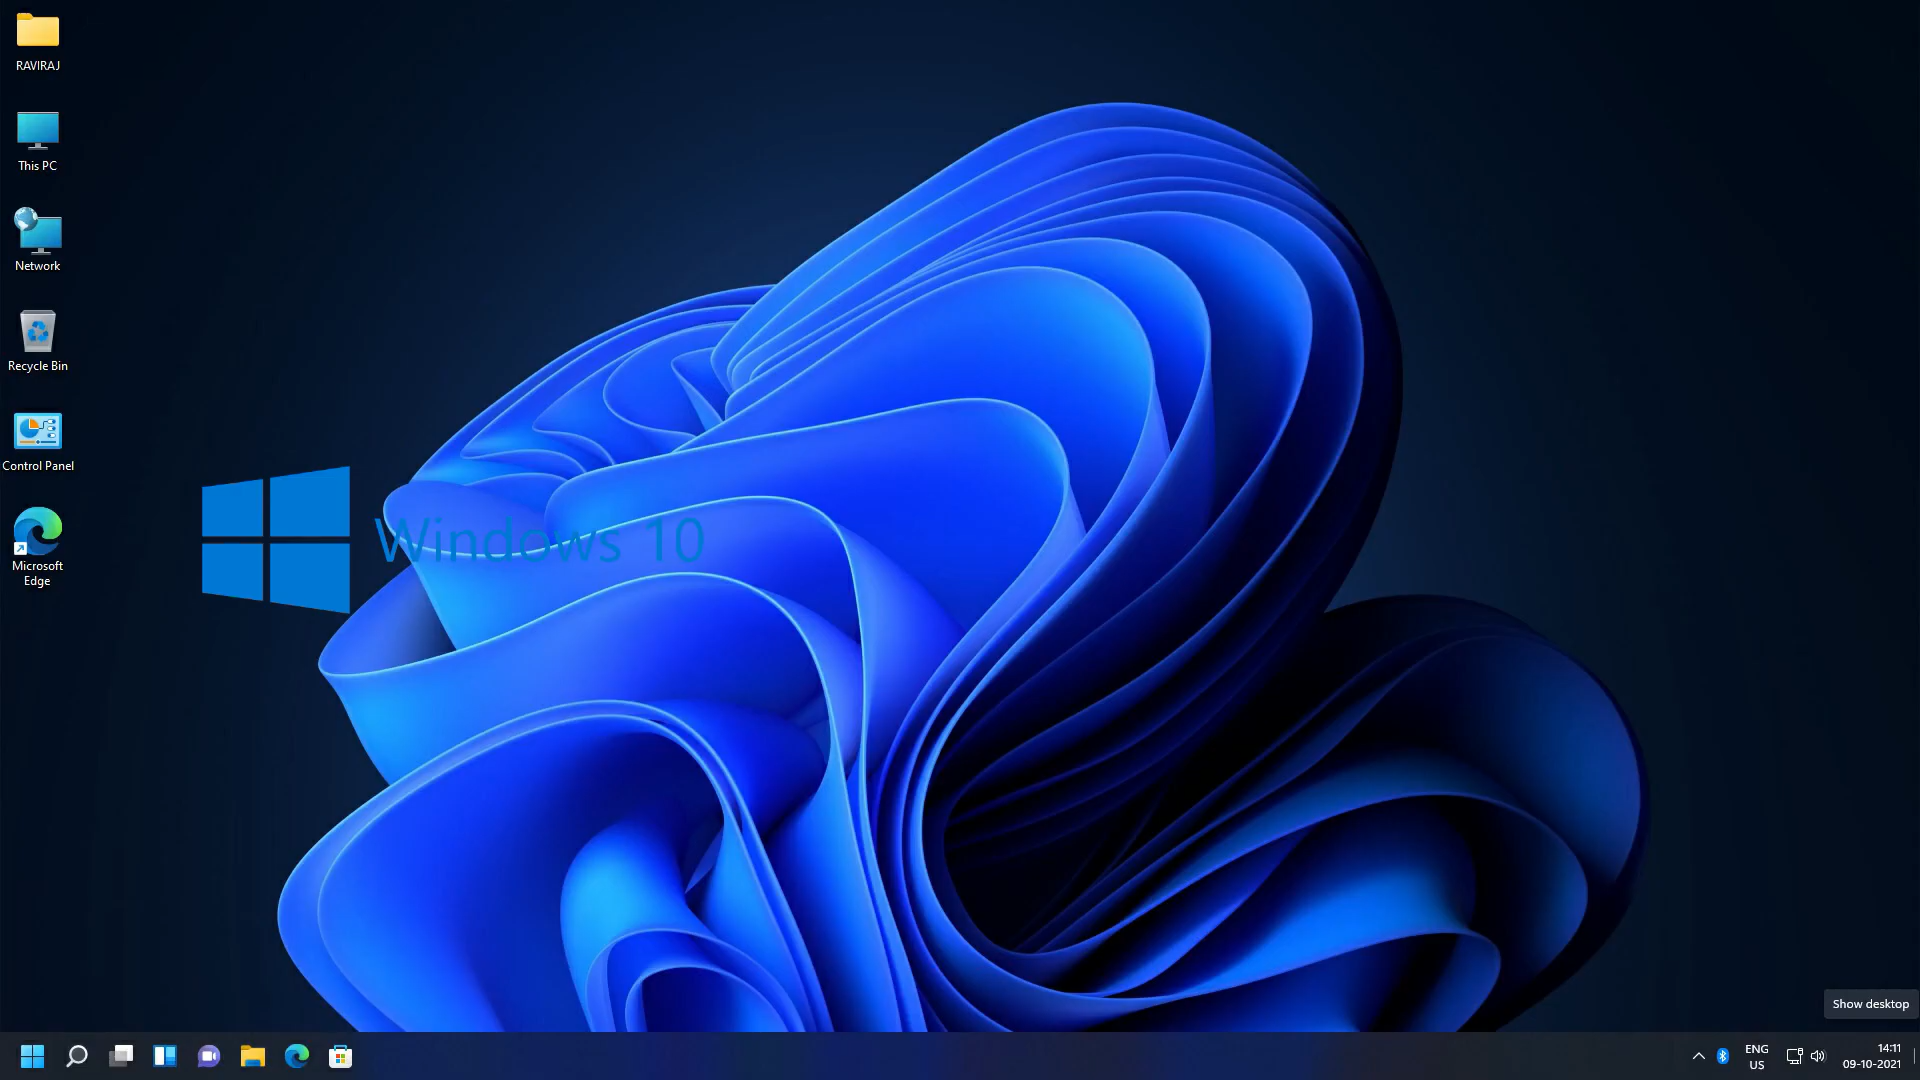 RAVIRAJ
This PC
Network
Recycle Bin
Control Panel
Microsoft
Edge
Windows 10
Show desktop
ENG
US
14:11
09-10-2021